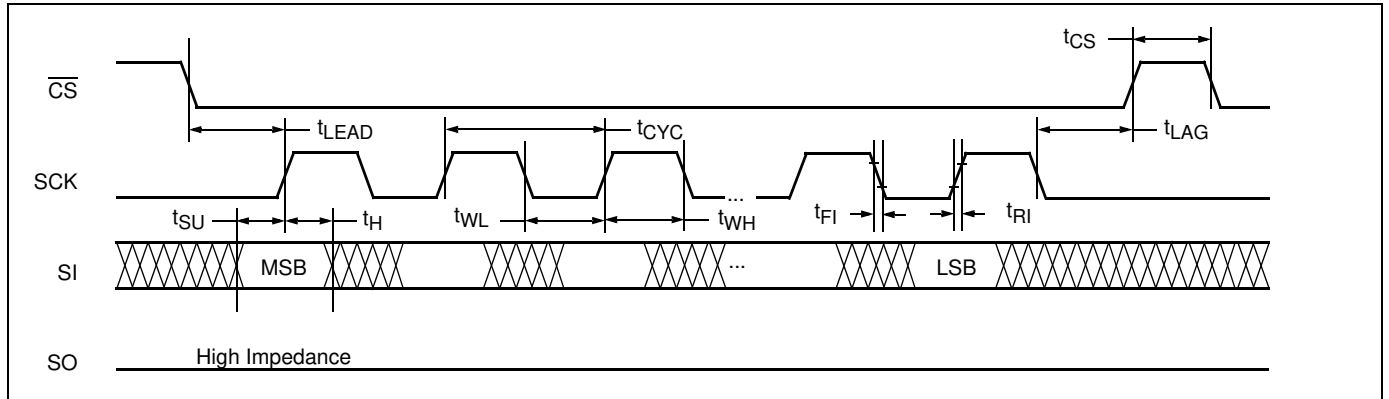 tCS
CS
tLEAD
tCYC
tLAG
SCK
...
tSU
tH
tWL
tWH
tFI
tRI
SI
MSB
...
LSB
SO
High Impedance